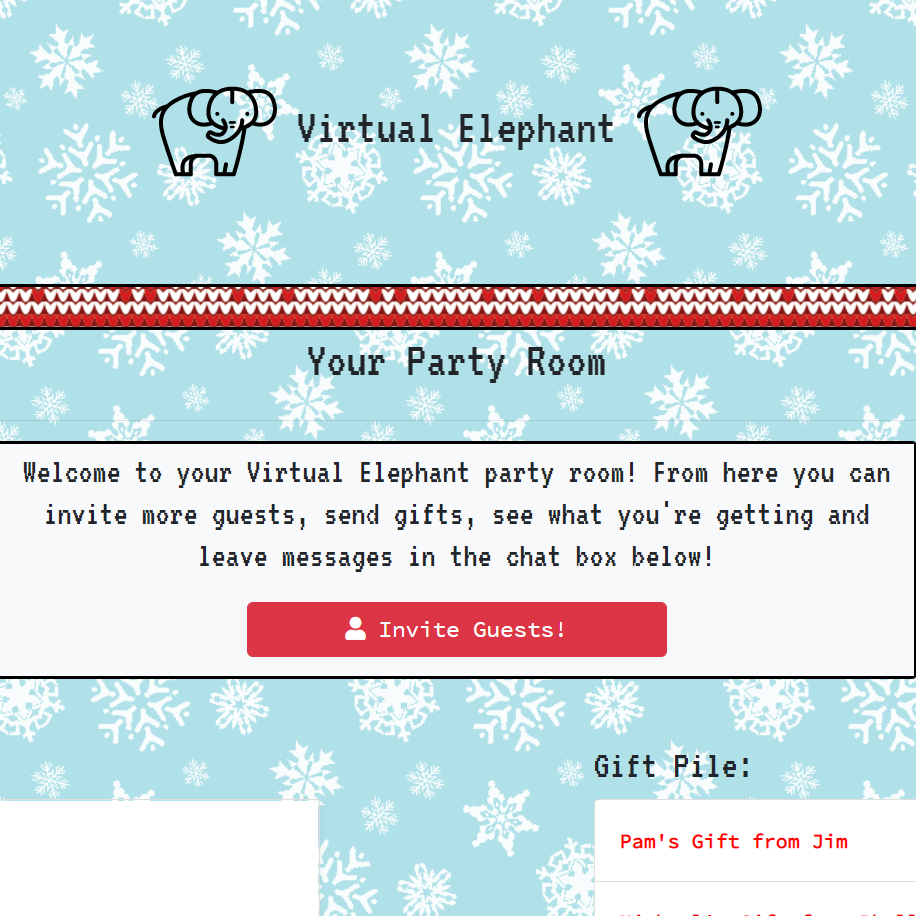 Virtual Elephant
Your Party Room
Welcome to your Virtual Elephant party room! From here you can
invite more guests, send gifts, see what you're getting and
leave messages in the chat box below!
Invite Guests!
Gift Pile:
Pam's Gift from Jim